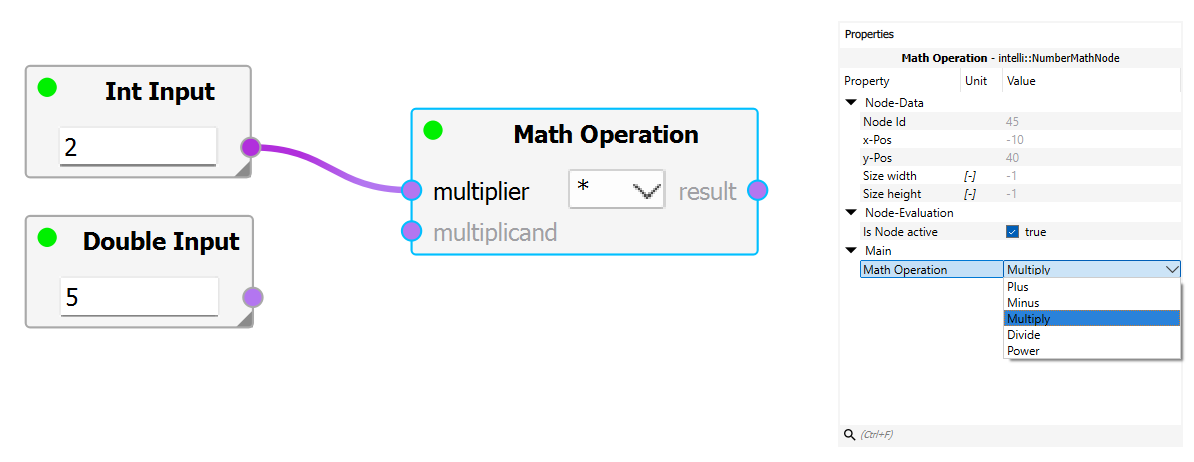 Int Input
2
Double Input
5
Math Operation
multiplier * result
multiplicand
Properties
Math Operation - intelli::NumberMathNode
Property Unit Value
Node-Data
Node Id 45
x-Pos -10
y-Pos 40
Size width [-] -1
Size height [-] -1
Node-Evaluation
Is Node active true
Main
Math Operation Multiply
Plus
Minus
Multiply
Divide
Power
(Ctrl+F)